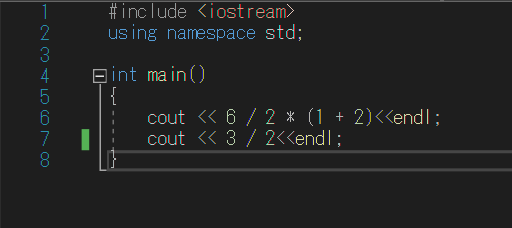 1 #include <iostream>
2 using namespace std;
3
4 int main()
5 {
6 cout << 6 / 2 * (1 + 2)<<endl;
7 cout << 3 / 2<<endl;
8 }